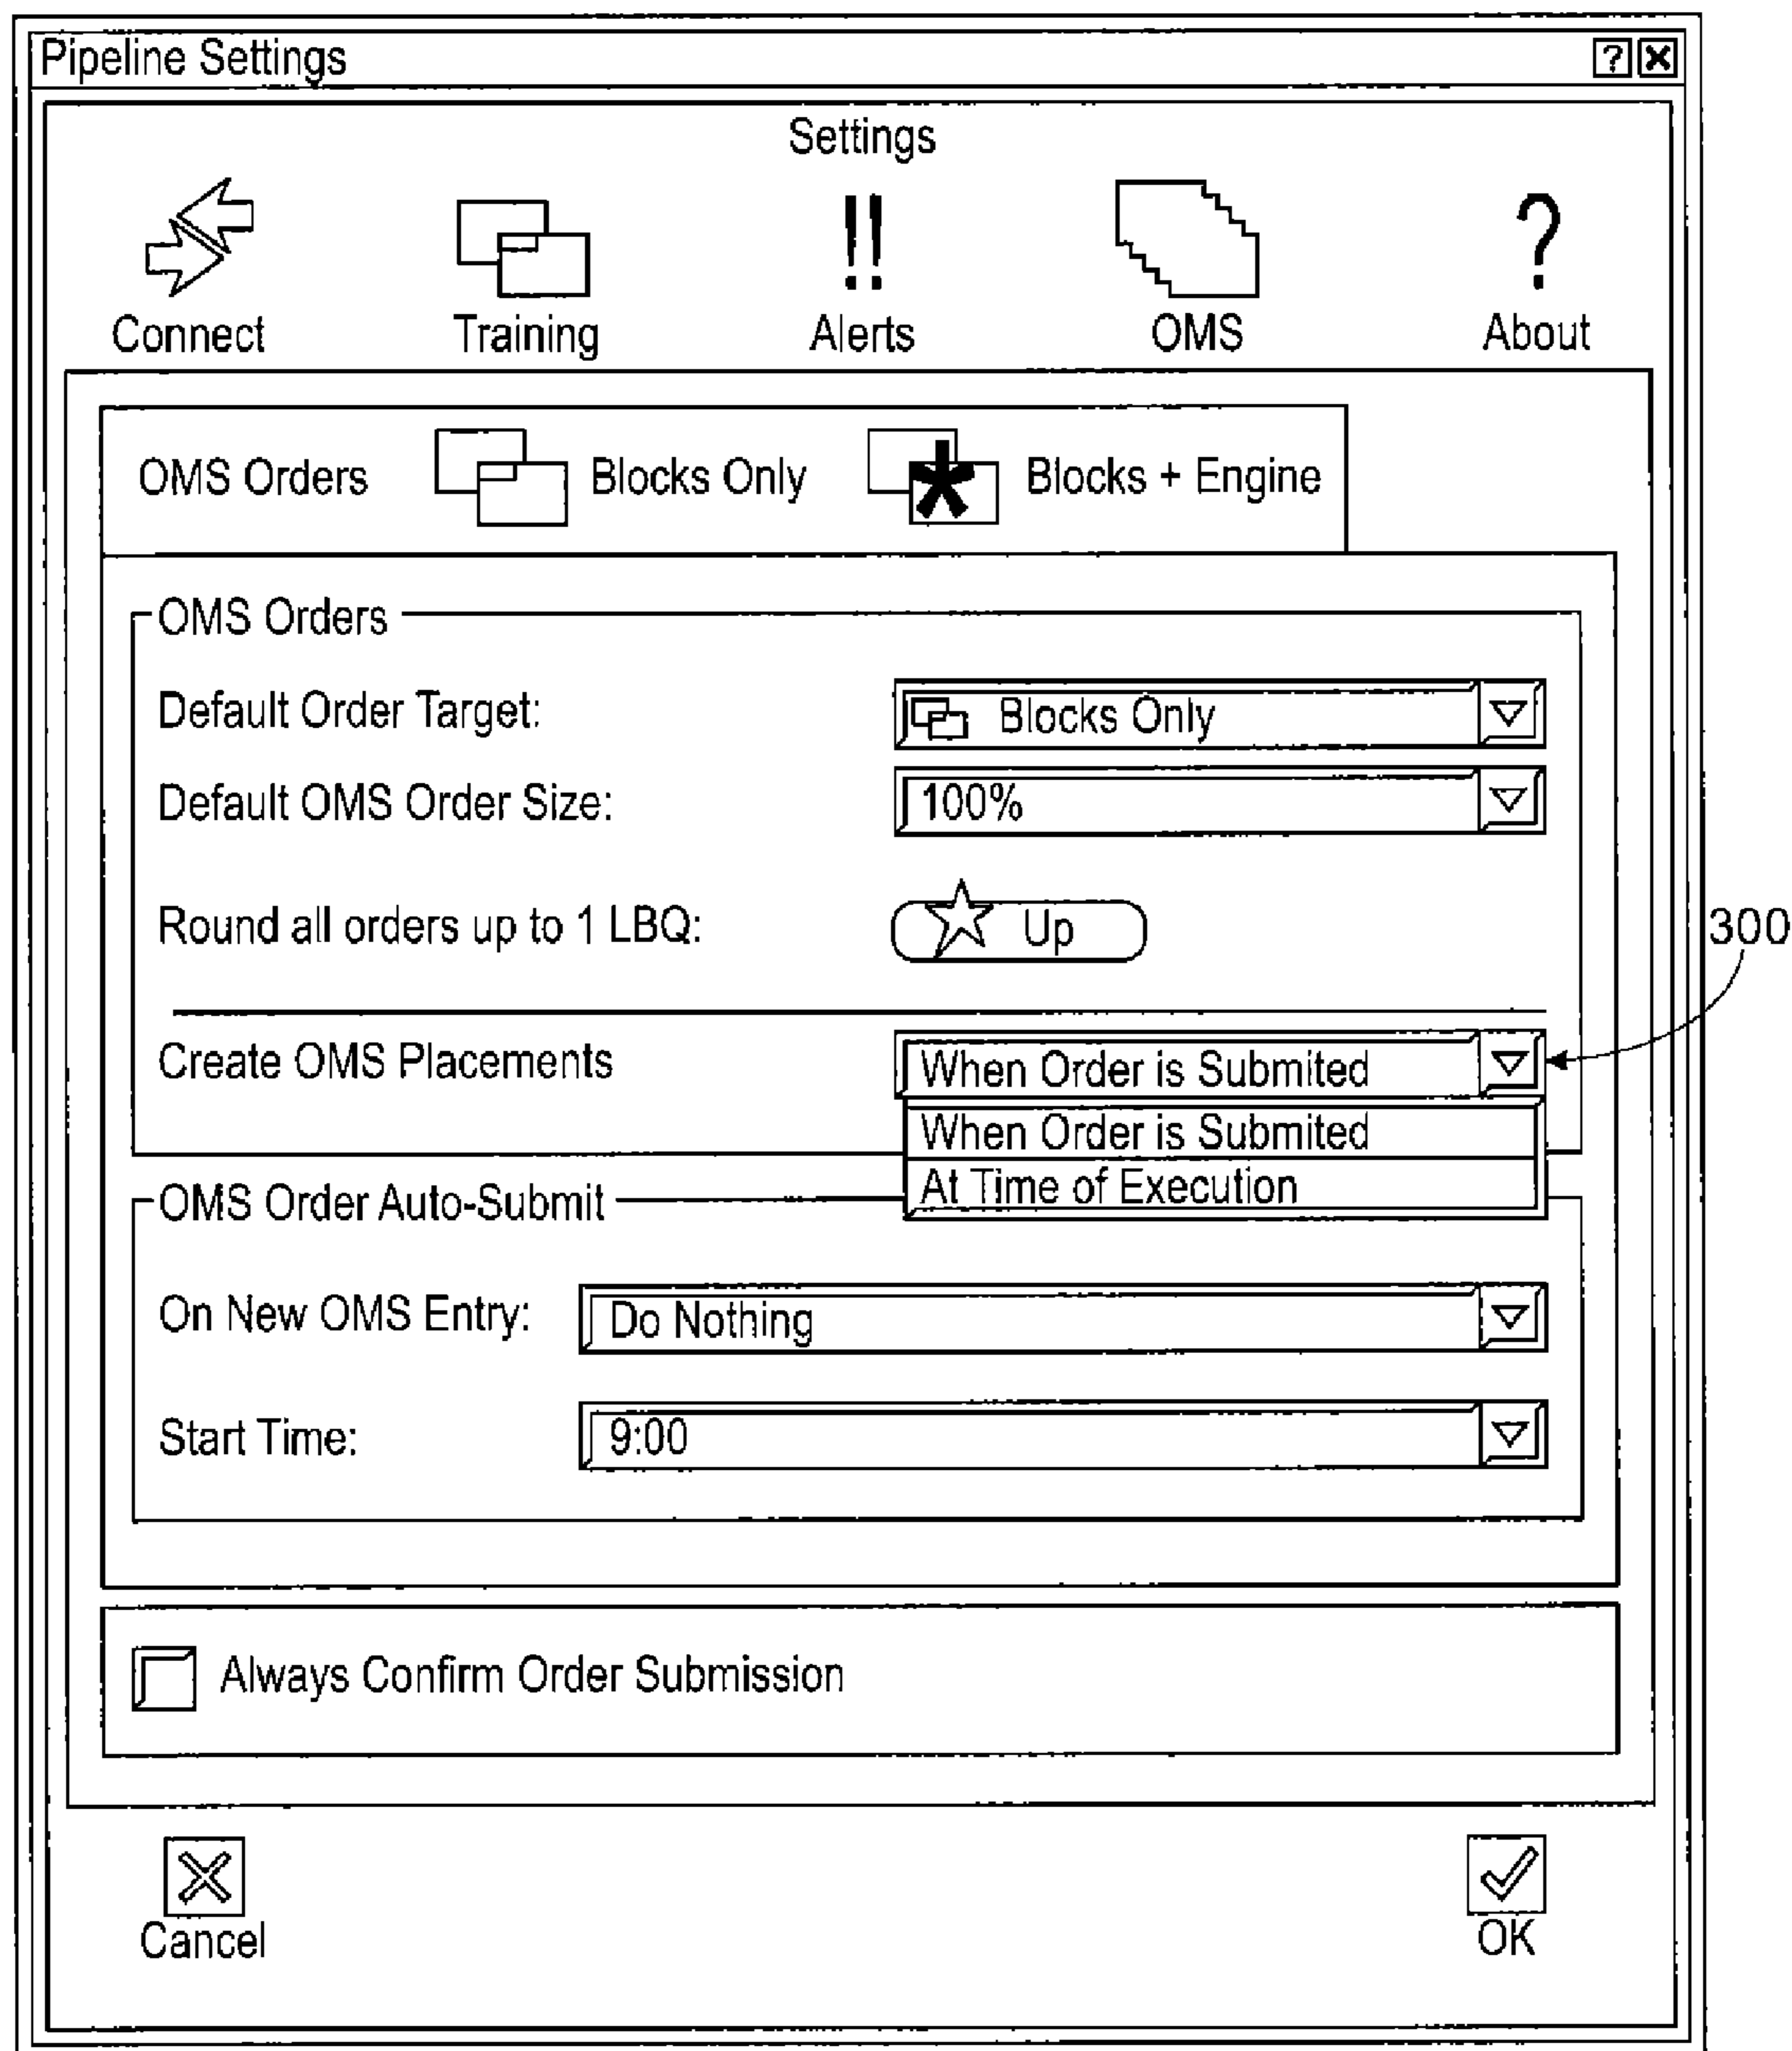 Pipeline Settings
Settings
Connect Training !! Alerts OMS ? About
OMS Orders Blocks Only Blocks + Engine
OMS Orders
Default Order Target: Blocks Only
Default OMS Order Size: 100%
Round all orders up to 1 LBQ: Up
300
Create OMS Placements When Order is Submited
When Order is Submited
At Time of Execution
OMS Order Auto-Submit
On New OMS Entry: Do Nothing
Start Time: 9:00
Always Confirm Order Submission
Cancel OK